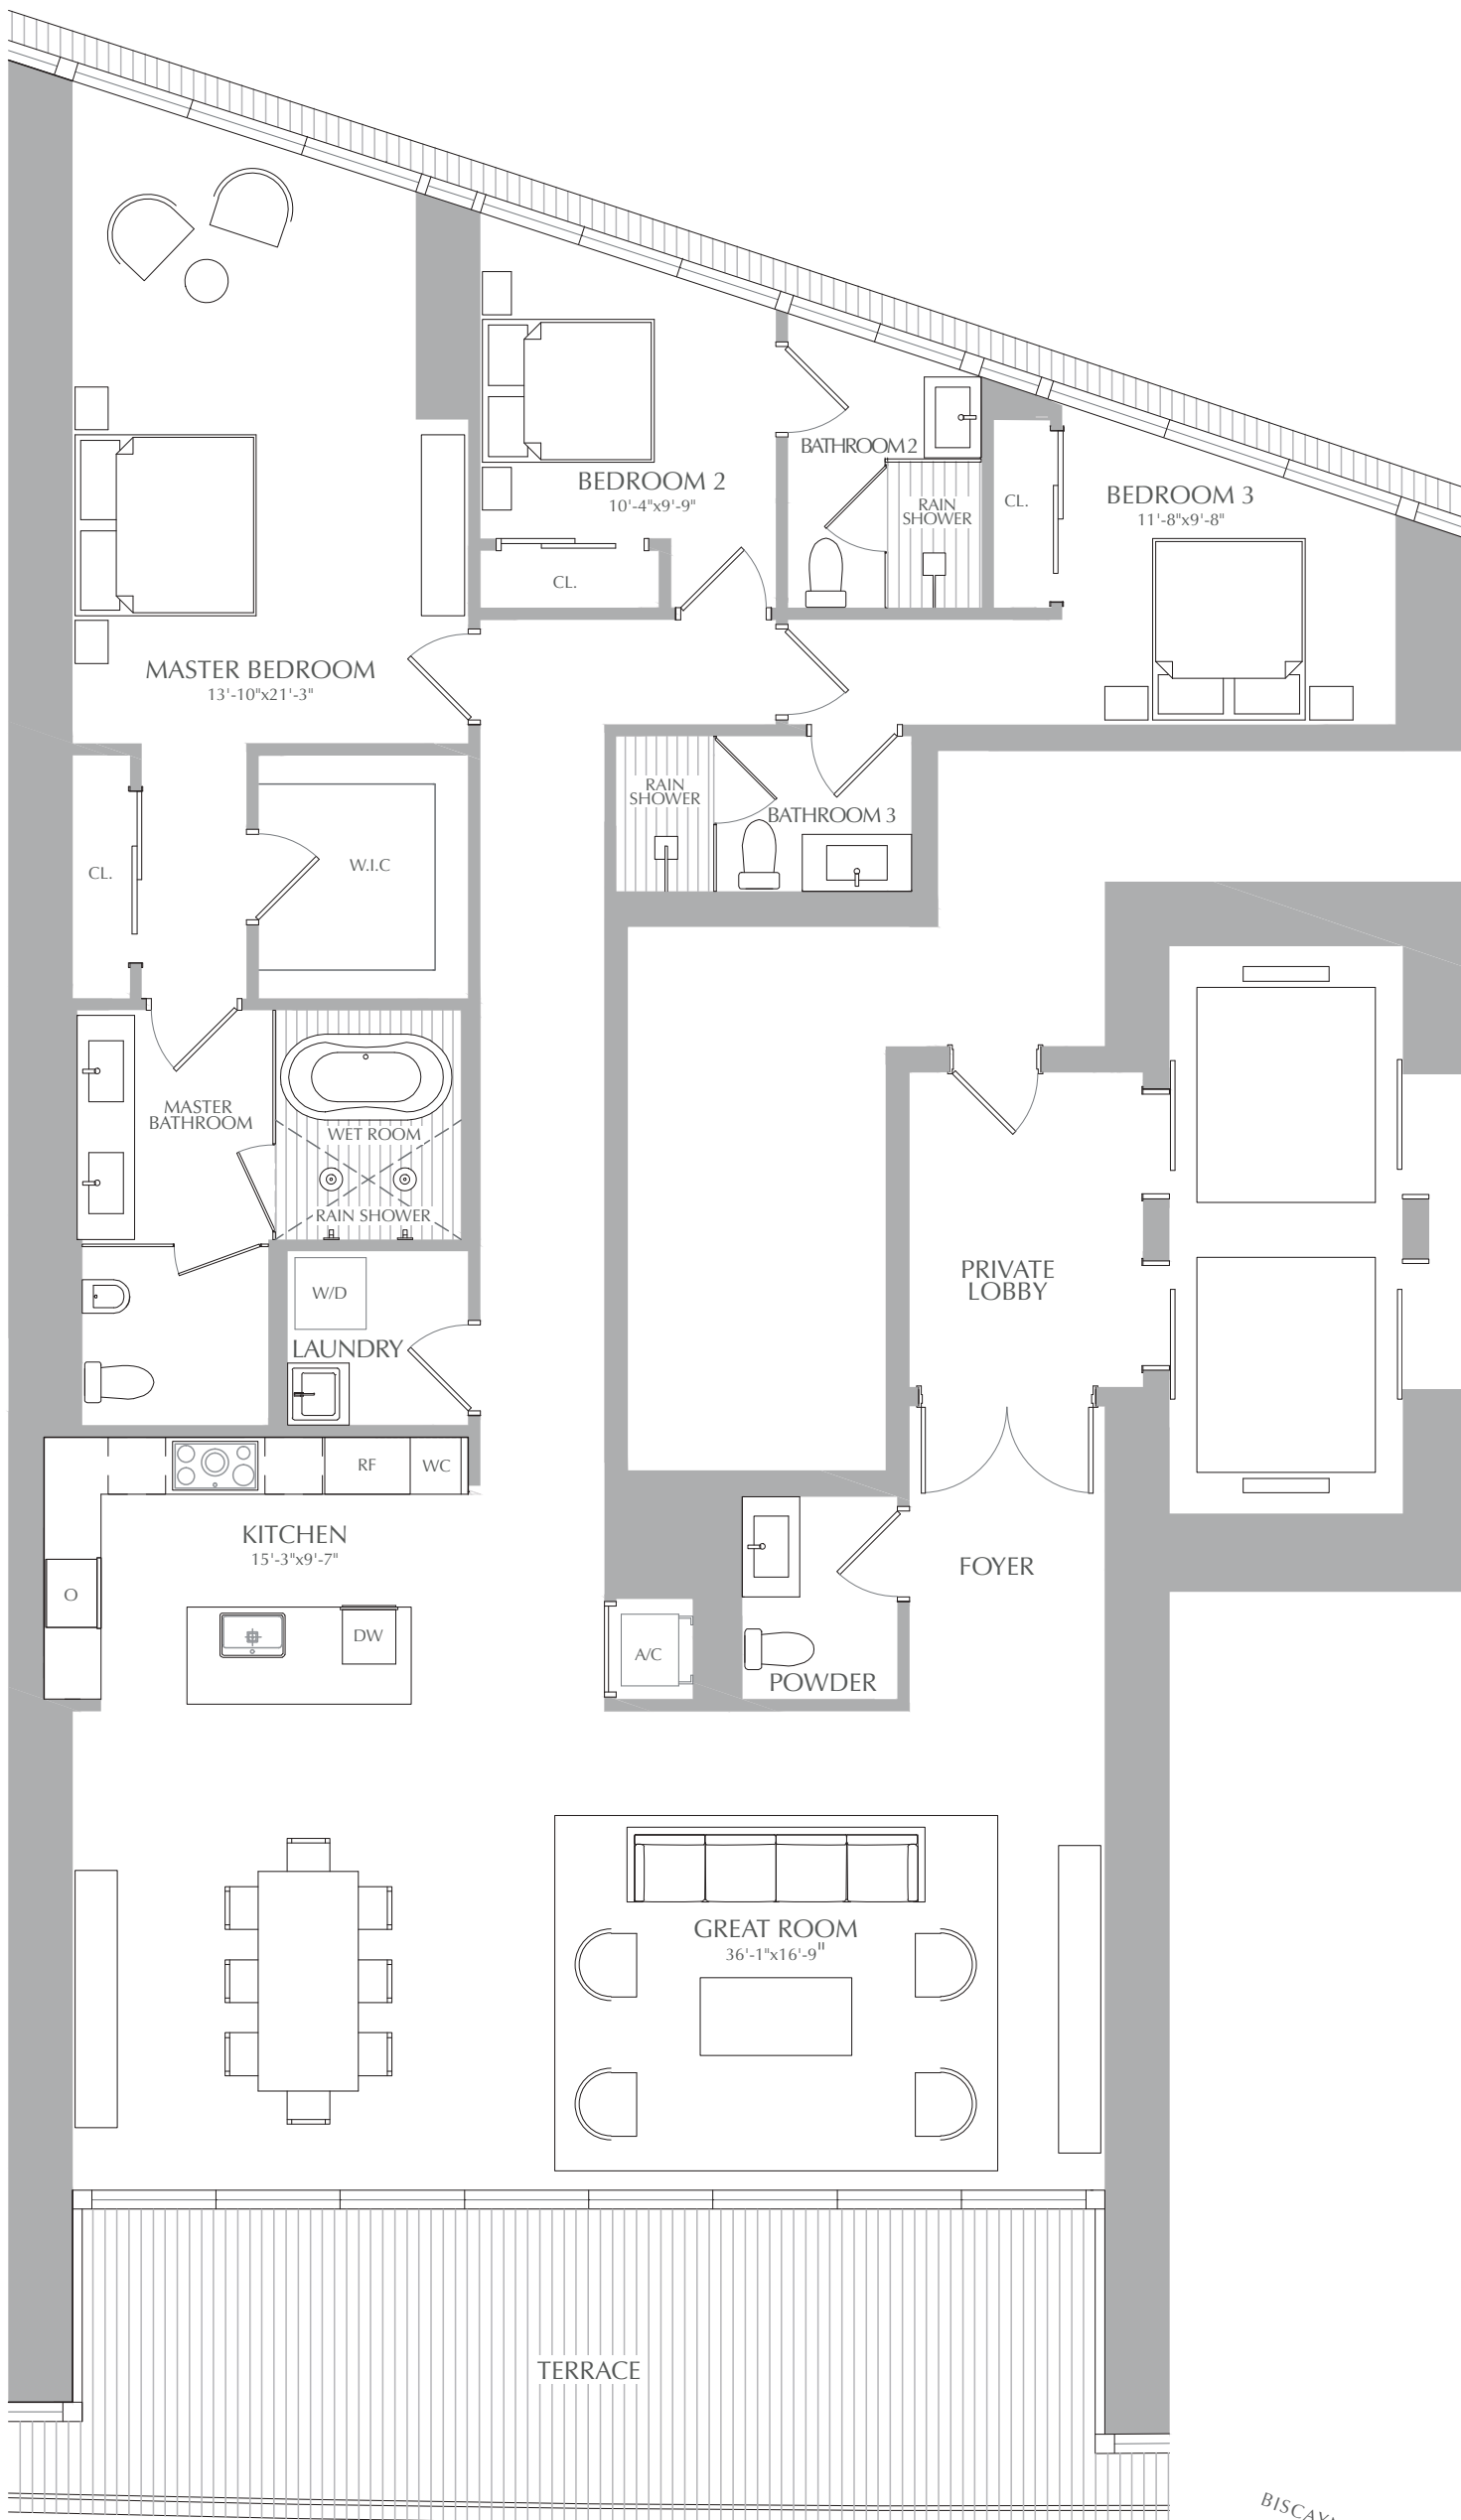 BATHROOM 2
BEDROOM 2
10'-4"x9'-9"
BEDROOM 3
11'-8"x9'-8"
CL.
RAIN
SHOWER
CL.
MASTER BEDROOM
13'-10"x21'-3"
RAIN
SHOWER
BATHROOM 3
CL.
W.I.C
MASTER
BATHROOM
WET ROOM
RAIN SHOWER
PRIVATE
LOBBY
W/D
LAUNDRY
RF
WC
KITCHEN
15'-3"x9'-7"
FOYER
O
DW
A/C
POWDER
GREAT ROOM
36'-1"x16'-9"
TERRACE